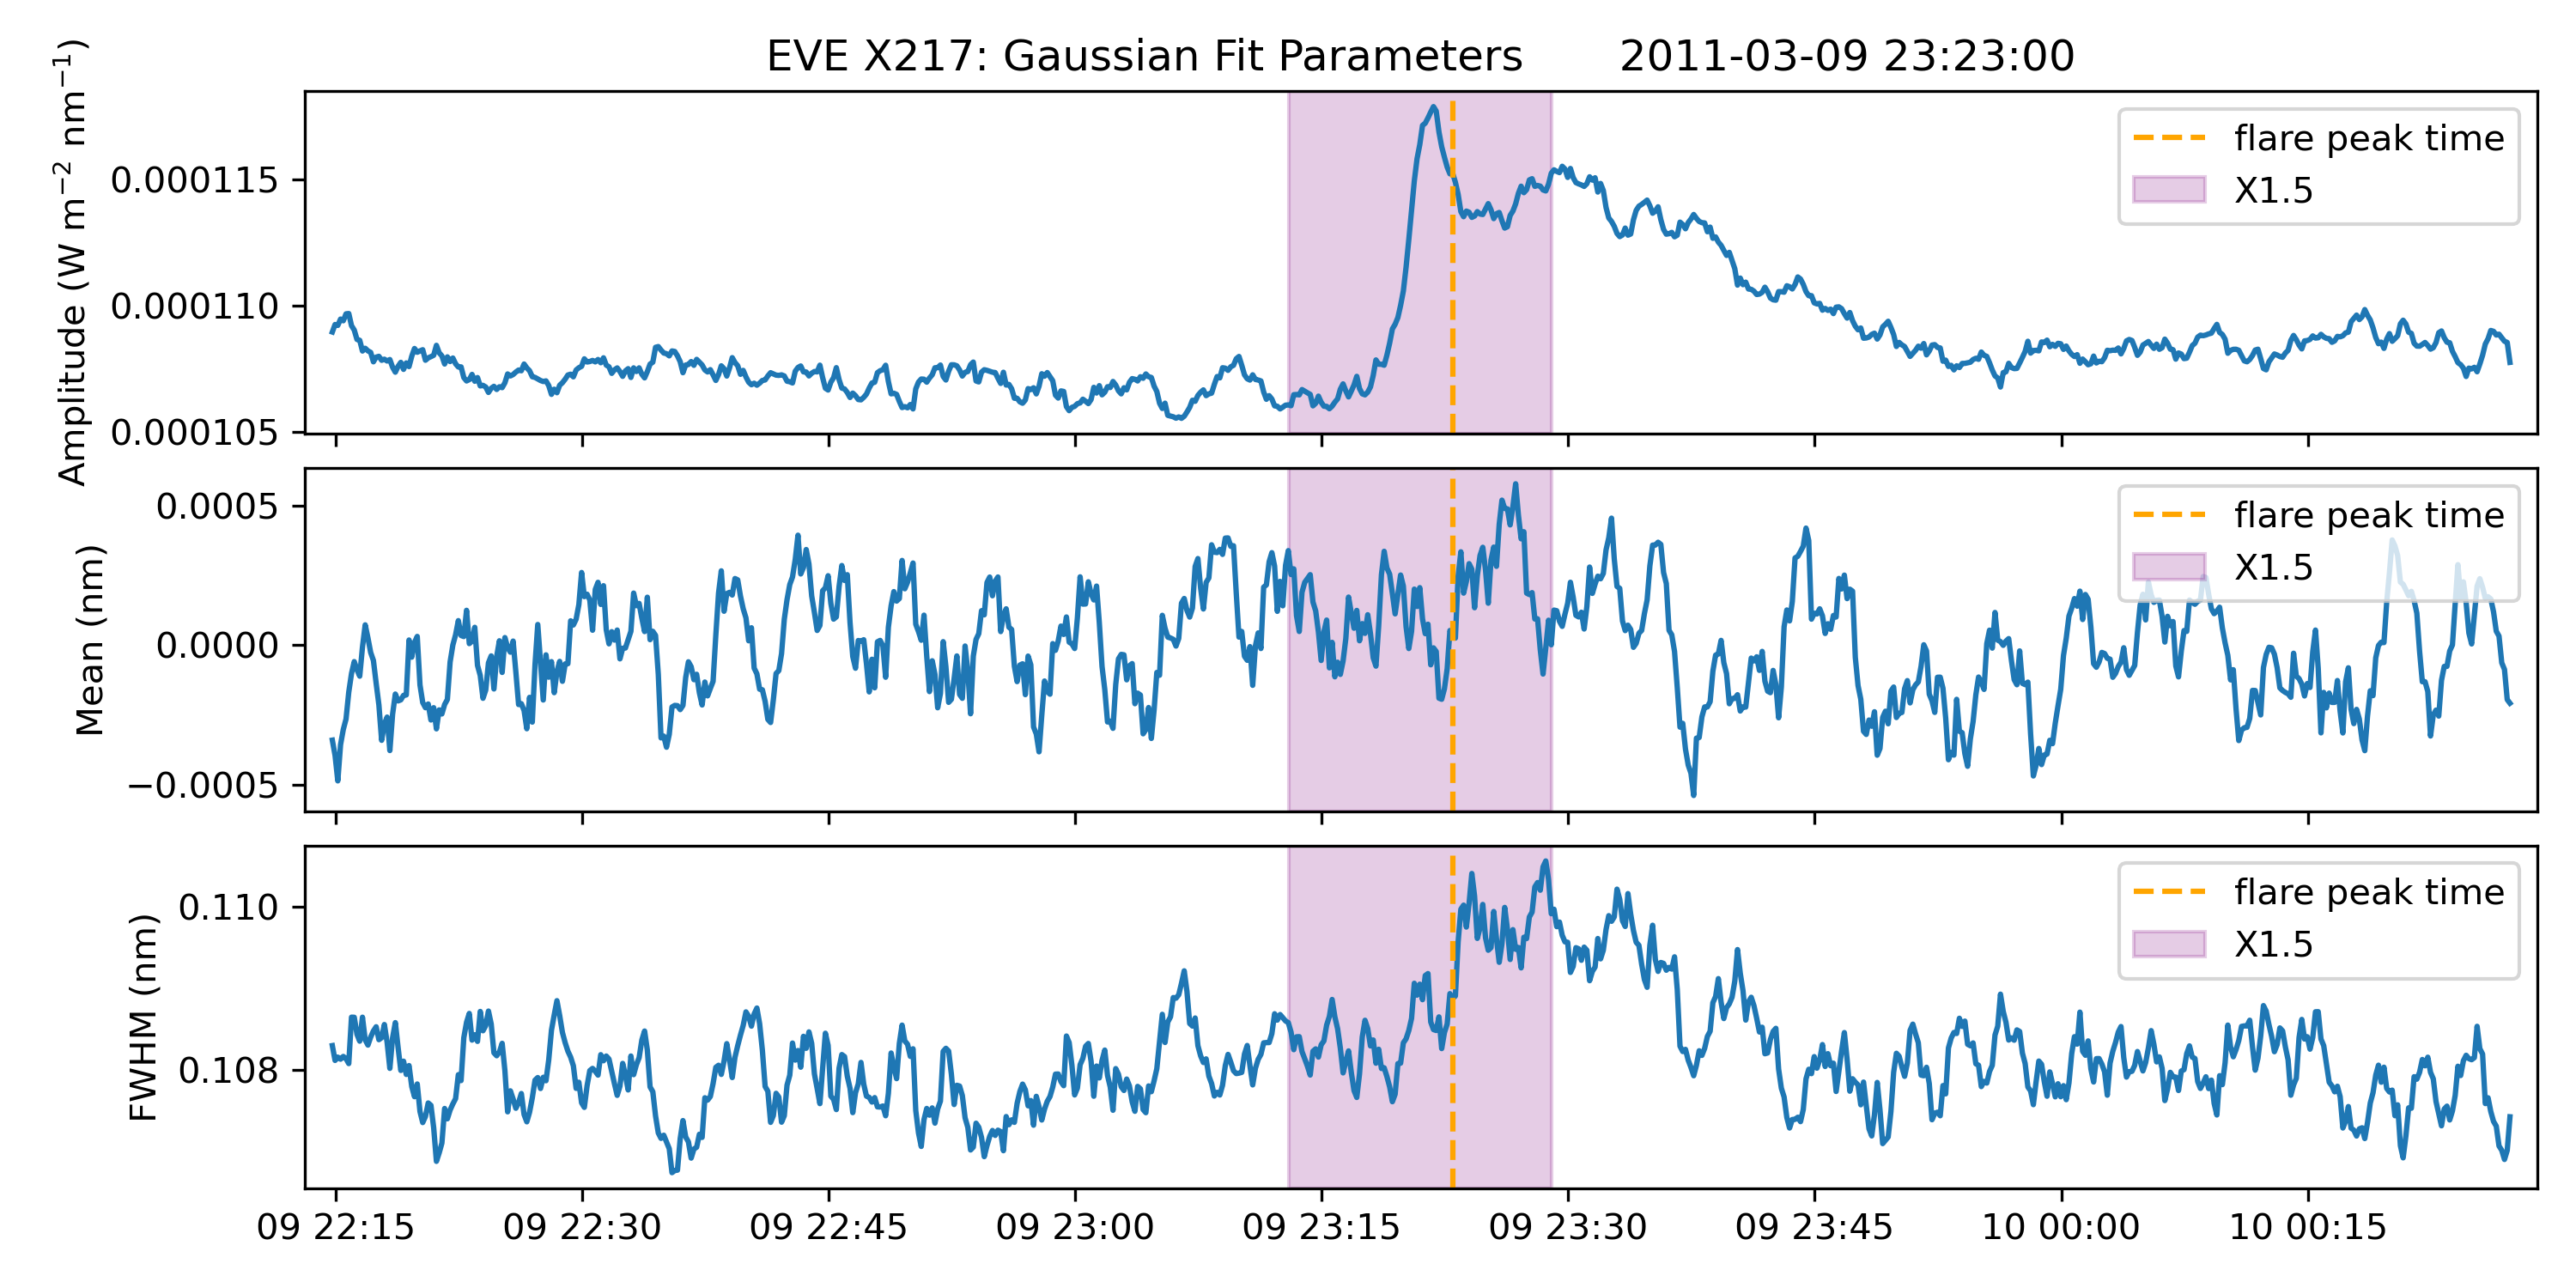 EVE X217: Gaussian Fit Parameters 2011-03-09 23:23:00
Amplitude (W m⁻² nm⁻¹)
0.000115
0.000110
0.000105
flare peak time
X1.5
Mean (nm)
0.0005
0.0000
−0.0005
flare peak time
X1.5
FWHM (nm)
0.110
0.108
flare peak time
X1.5
09 22:15 09 22:30 09 22:45 09 23:00 09 23:15 09 23:30 09 23:45 10 00:00 10 00:15